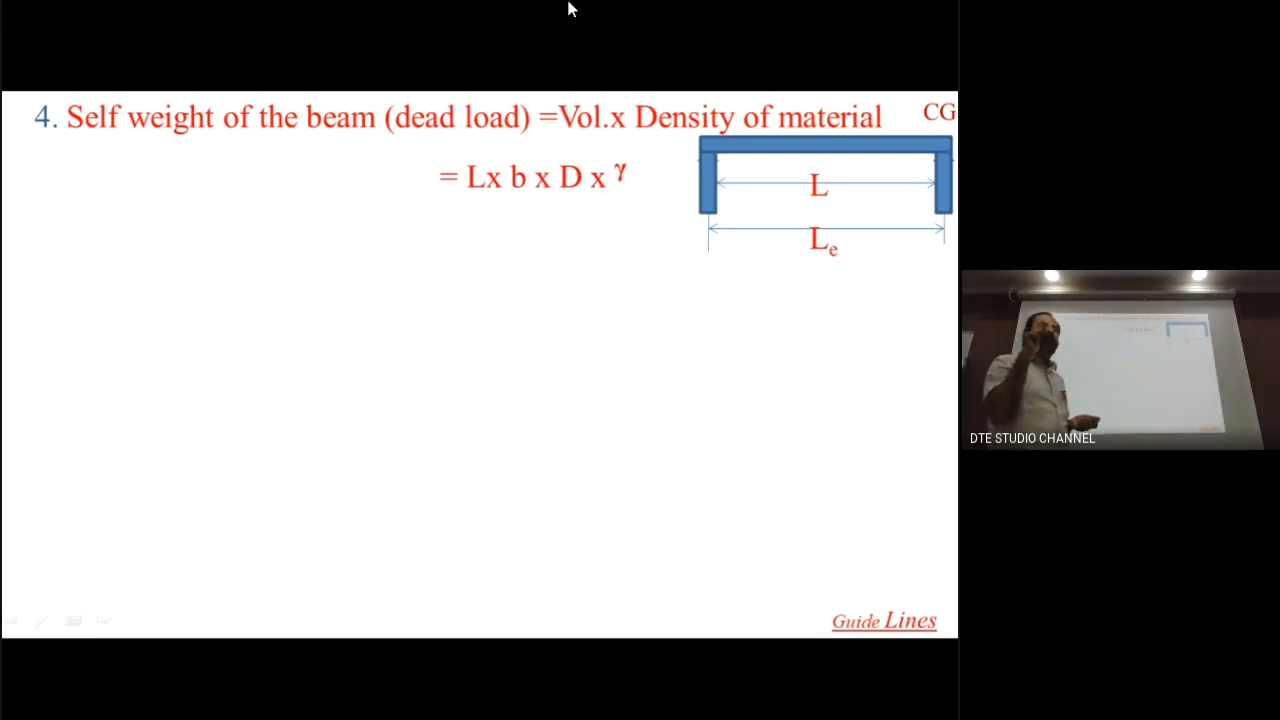 4. Self weight of the beam (dead load) =Vol.x Density of material
CG
= Lx b x D x γ
L
Le
DTE STUDIO CHANNEL
Guide Lines